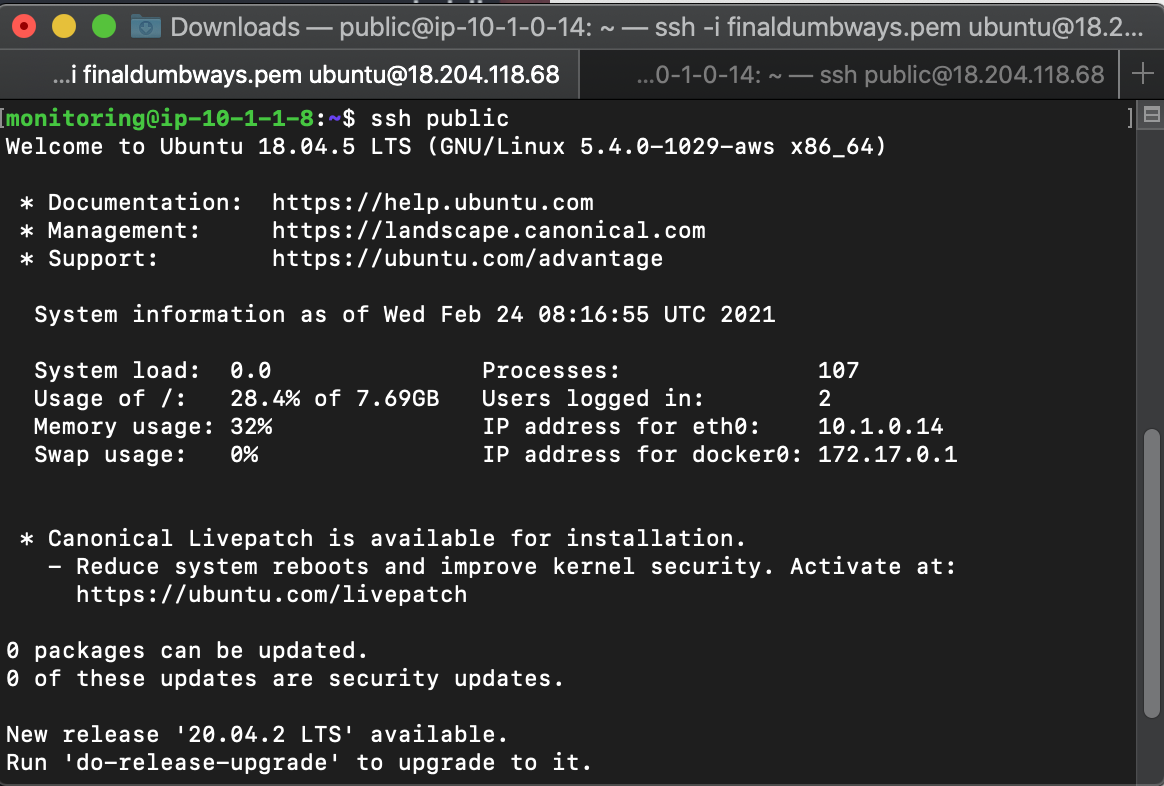 Downloads — public@ip-10-1-0-14: ~ — ssh -i finaldumbways.pem ubuntu@18.2...
...i finaldumbways.pem ubuntu@18.204.118.68
...0-1-0-14: ~ — ssh public@18.204.118.68
[monitoring@ip-10-1-1-8:~$ ssh public ]
Welcome to Ubuntu 18.04.5 LTS (GNU/Linux 5.4.0-1029-aws x86_64)
* Documentation: https://help.ubuntu.com
* Management: https://landscape.canonical.com
* Support: https://ubuntu.com/advantage
System information as of Wed Feb 24 08:16:55 UTC 2021
System load: 0.0 Processes: 107
Usage of /: 28.4% of 7.69GB Users logged in: 2
Memory usage: 32% IP address for eth0: 10.1.0.14
Swap usage: 0% IP address for docker0: 172.17.0.1
* Canonical Livepatch is available for installation.
- Reduce system reboots and improve kernel security. Activate at:
https://ubuntu.com/livepatch
0 packages can be updated.
0 of these updates are security updates.
New release '20.04.2 LTS' available.
Run 'do-release-upgrade' to upgrade to it.